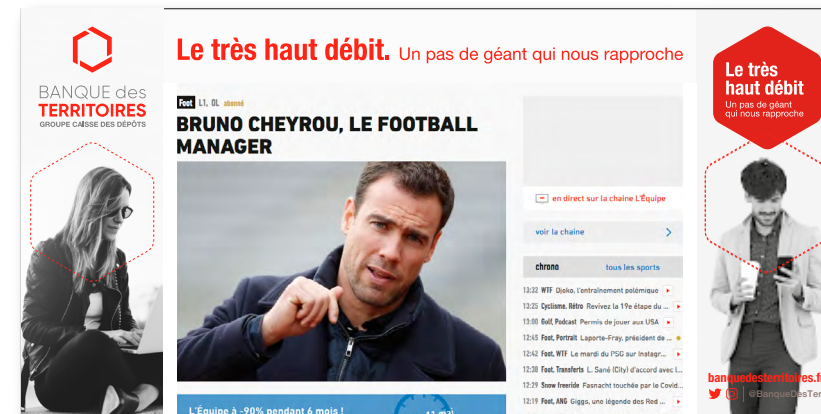 BANQUE des
TERRITOIRES
GROUPE CAISSE DES DÉPÔTS
Le très haut débit. Un pas de géant qui nous rapproche
Foot L1, OL abonné
BRUNO CHEYROU, LE FOOTBALL
MANAGER
L'Équipe à -90% pendant 6 mois !
en direct sur la chaine L'Équipe
voir la chaine
chrono tous les sports
13:32 WTF Djoko, l'entraînement polémique
13:25 Cyclisme, Rétro Revivez la 19e étape du ...
13:00 Golf, Podcast Permis de jouer aux USA
12:45 Foot, Portrait Laporte-Fray, président de ...
12:42 Foot, WTF Le mardi du PSG sur Instagr...
12:38 Foot, Transferts L. Sané (City) d'accord avec l...
12:29 Snow freeride Fasnacht touchée par le Covid...
12:19 Foot, ANG Giggs, une légende des Red ...
Le très
haut débit
Un pas de géant
qui nous rapproche
banquedesterritoires.f
@BanqueDesTer